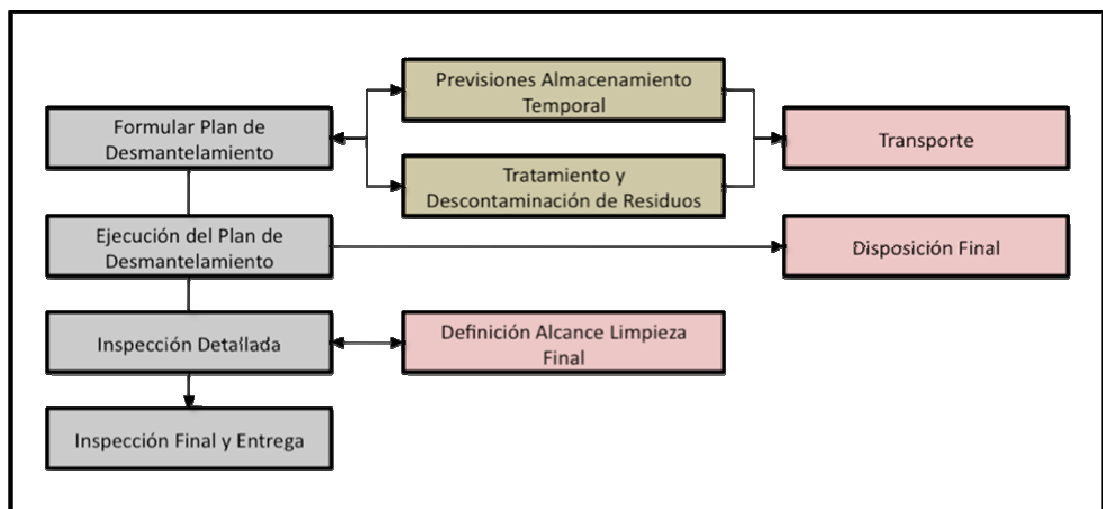 Formular Plan de
Desmantelamiento
Previsiones Almacenamiento
Temporal
Tratamiento y
Descontaminación de Residuos
Transporte
Ejecución del Plan de
Desmantelamiento
Disposición Final
Inspección Detallada
Definición Alcance Limpieza
Final
Inspección Final y Entrega